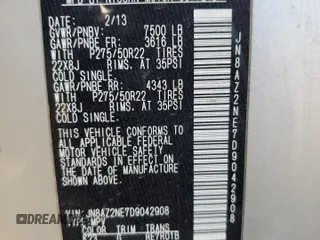 DATE: 2/13
GVWR/PNBV: 7500 LB
GAWR/PNBE FR: 3616 LB
WITH P275/50R22 TIRES
22X8J RIMS. AT 35PSI
COLD SINGLE
GAWR/PNBE RR: 4343 LB
WITH P275/50R22 TIRES
22X8J RIMS. AT 35PSI
COLD SINGLE
THIS VEHICLE CONFORMS TO
ALL APPLICABLE FEDERAL
MOTOR VEHICLE SAFETY
STANDARDS IN EFFECT ON THE
DATE OF MANUFACTURE SHOWN
ABOVE.
VIN: JN8AZ2NE7D9042908
MPV
COLOR TRIM
K23 G
JN8AZ2NE7D9042908